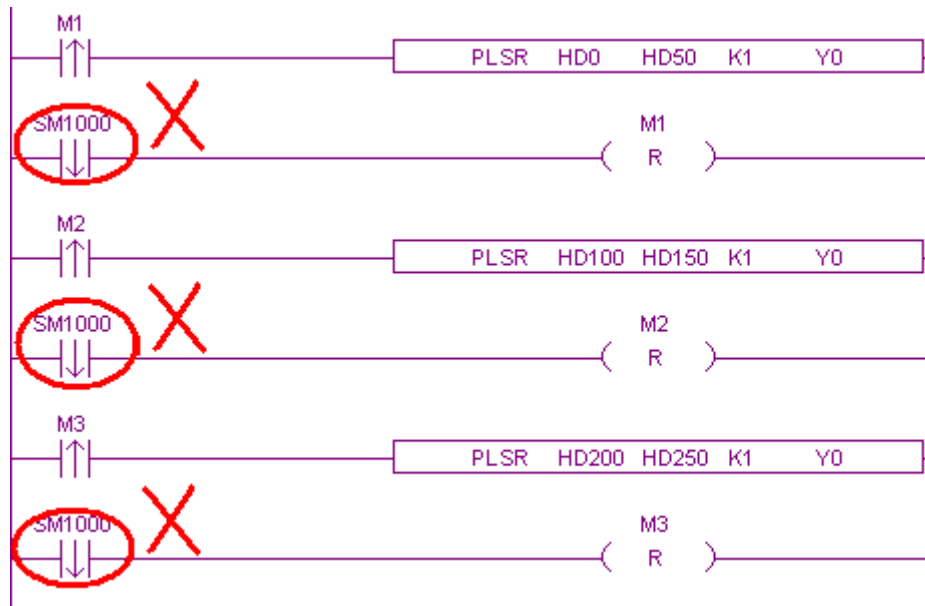 M1
PLSR HD0 HD50 K1 Y0
SM1000
M1
R
M2
PLSR HD100 HD150 K1 Y0
SM1000
M2
R
M3
PLSR HD200 HD250 K1 Y0
SM1000
M3
R